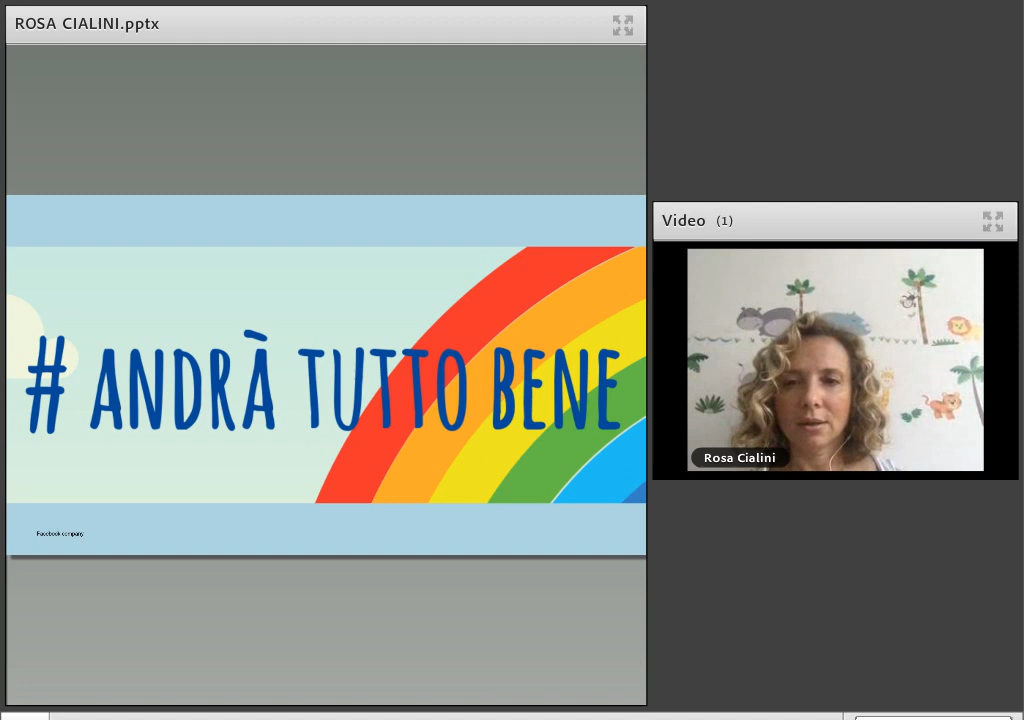 ROSA CIALINI.pptx
# ANDRÀ TUTTO BENE
Facebook company
Video (1)
Rosa Cialini